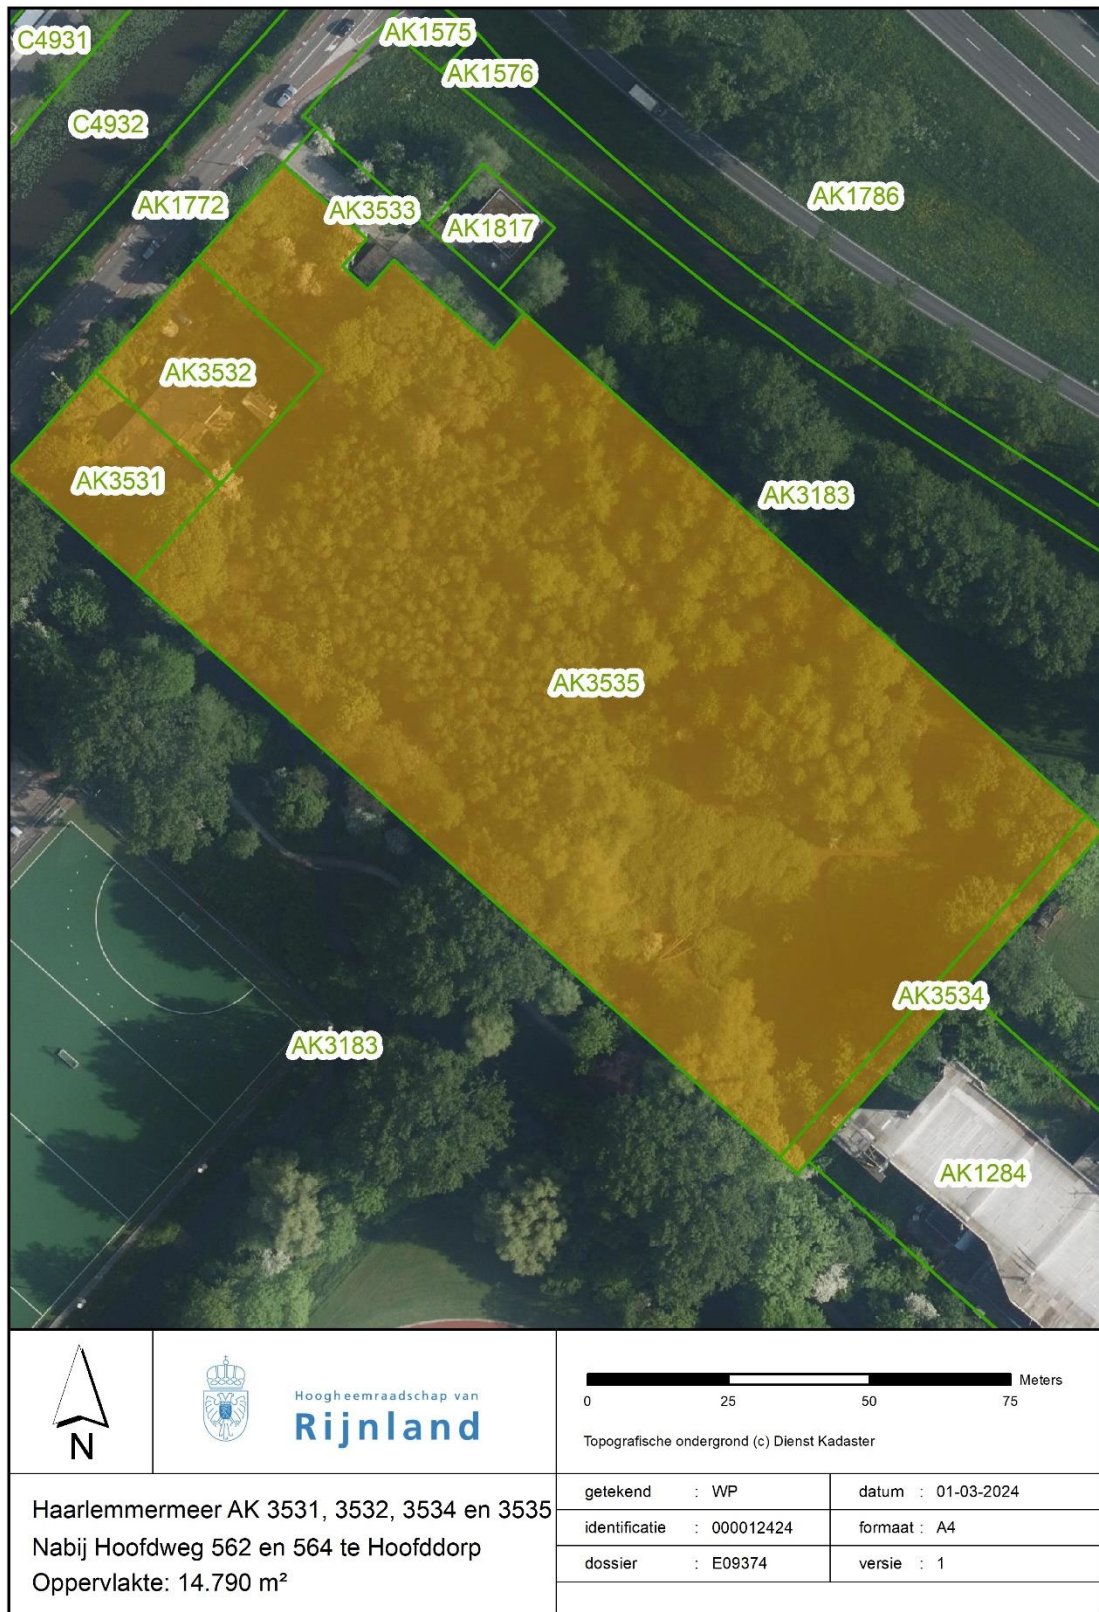 C4931
AK1575
AK1576
C4932
AK1786
AK1772
AK3533
AK1817
AK3532
AK3531
AK3183
AK3535
AK3534
AK3183
AK1284
N
Hoogheemraadschap van
Rijnland
Meters
0 25 50 75
Topografische ondergrond (c) Dienst Kadaster
Haarlemmermeer AK 3531, 3532, 3534 en 3535
Nabij Hoofdweg 562 en 564 te Hoofddorp
Oppervlakte: 14.790 m²
getekend : WP datum : 01-03-2024
identificatie : 000012424 formaat : A4
dossier : E09374 versie : 1